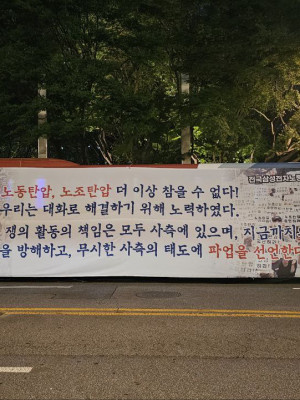 노동탄압, 노조탄압 더 이상 참을 수 없다!
전국삼성전자노동
우리는 대화로 해결하기 위해 노력하였다.
쟁의 활동의 책임은 모두 사측에 있으며, 지금까지
을 방해하고, 무시한 사측의 태도에 파업을 선언한다